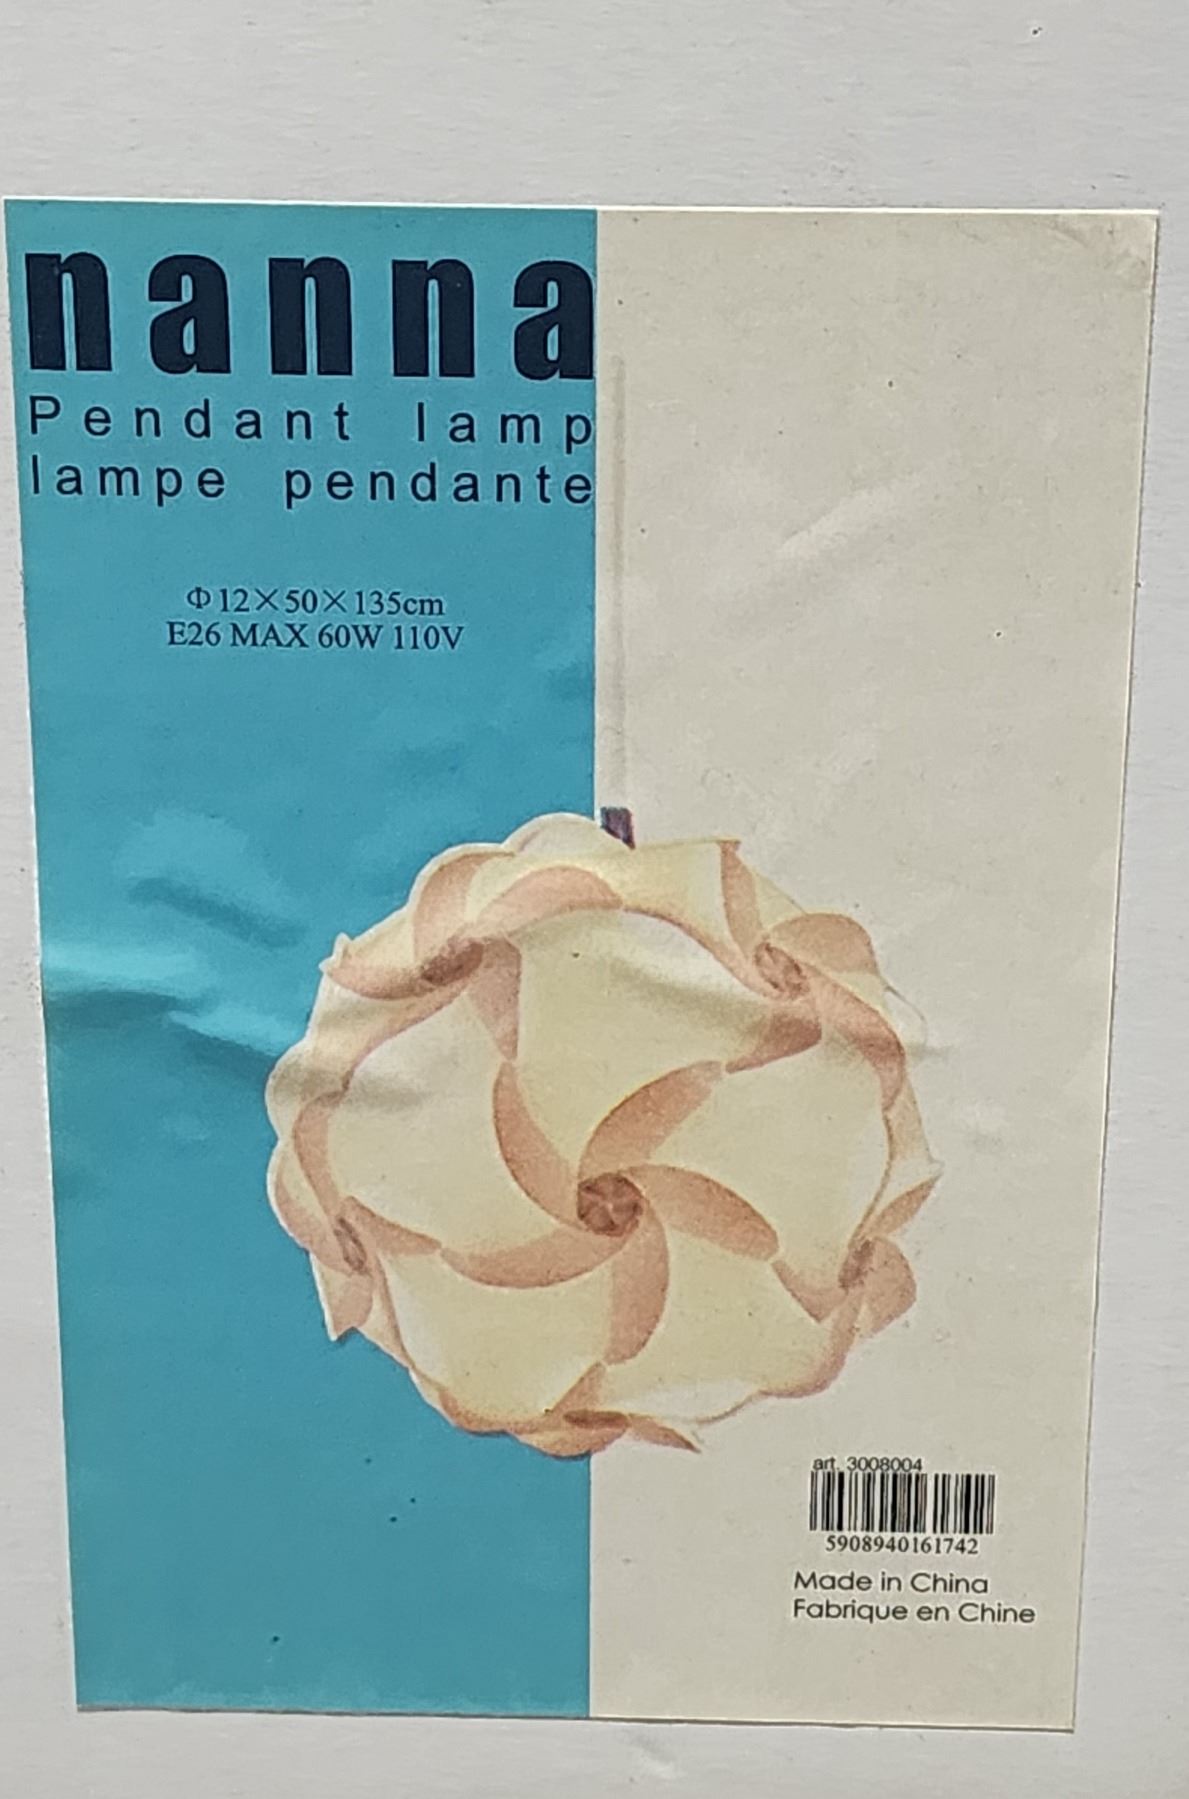 nanna
Pendant lamp
lampe pendante
Φ12×50×135cm
E26 MAX 60W 110V
art. 3008004
5908940161742
Made in China
Fabrique en Chine